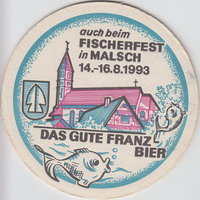 auch beim
FISCHERFEST
in MALSCH
14.-16.8.1993
DAS GUTE FRANZ
BIER